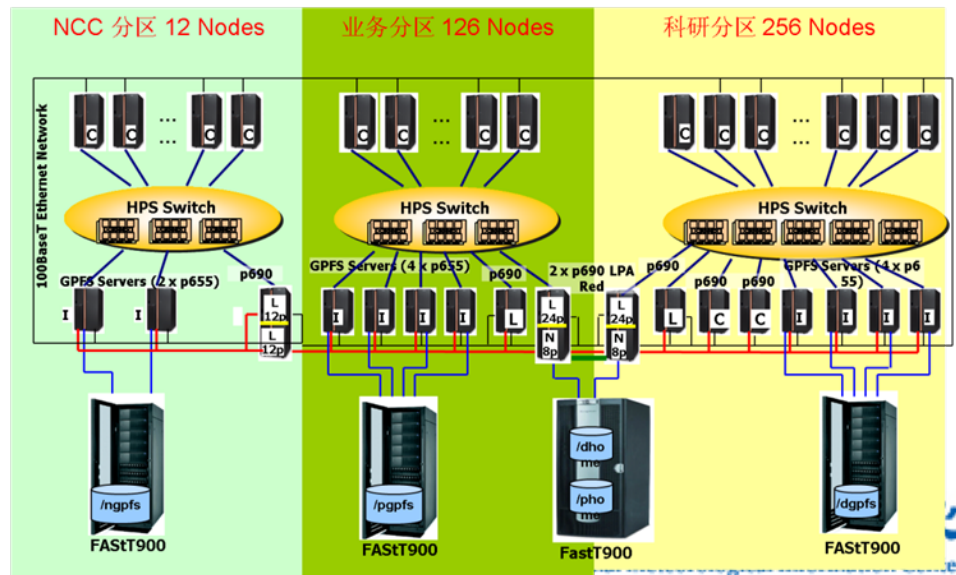 NCC 分区 12 Nodes
业务分区 126 Nodes
科研分区 256 Nodes
100BaseT Ethernet Network
C C ... ... C C
C C ... ... C C
C C C ... ... C C C
HPS Switch
HPS Switch
HPS Switch
GPFS Servers (2 x p655)
p690
GPFS Servers (4 x p655)
p690
2 x p690 LPA
Red
p690
p690
p690
GPFS Servers (4 x p6
55)
I
I
L
12p
L
12p
I
I
I
I
L
L
24p
N
8p
L
24p
N
8p
L
C
C
I
I
I
I
/ngpfs
/pgpfs
/dho
me
/pho
me
/dgpfs
FAStT900
FAStT900
FastT900
FAStT900
Meteorological Information Center